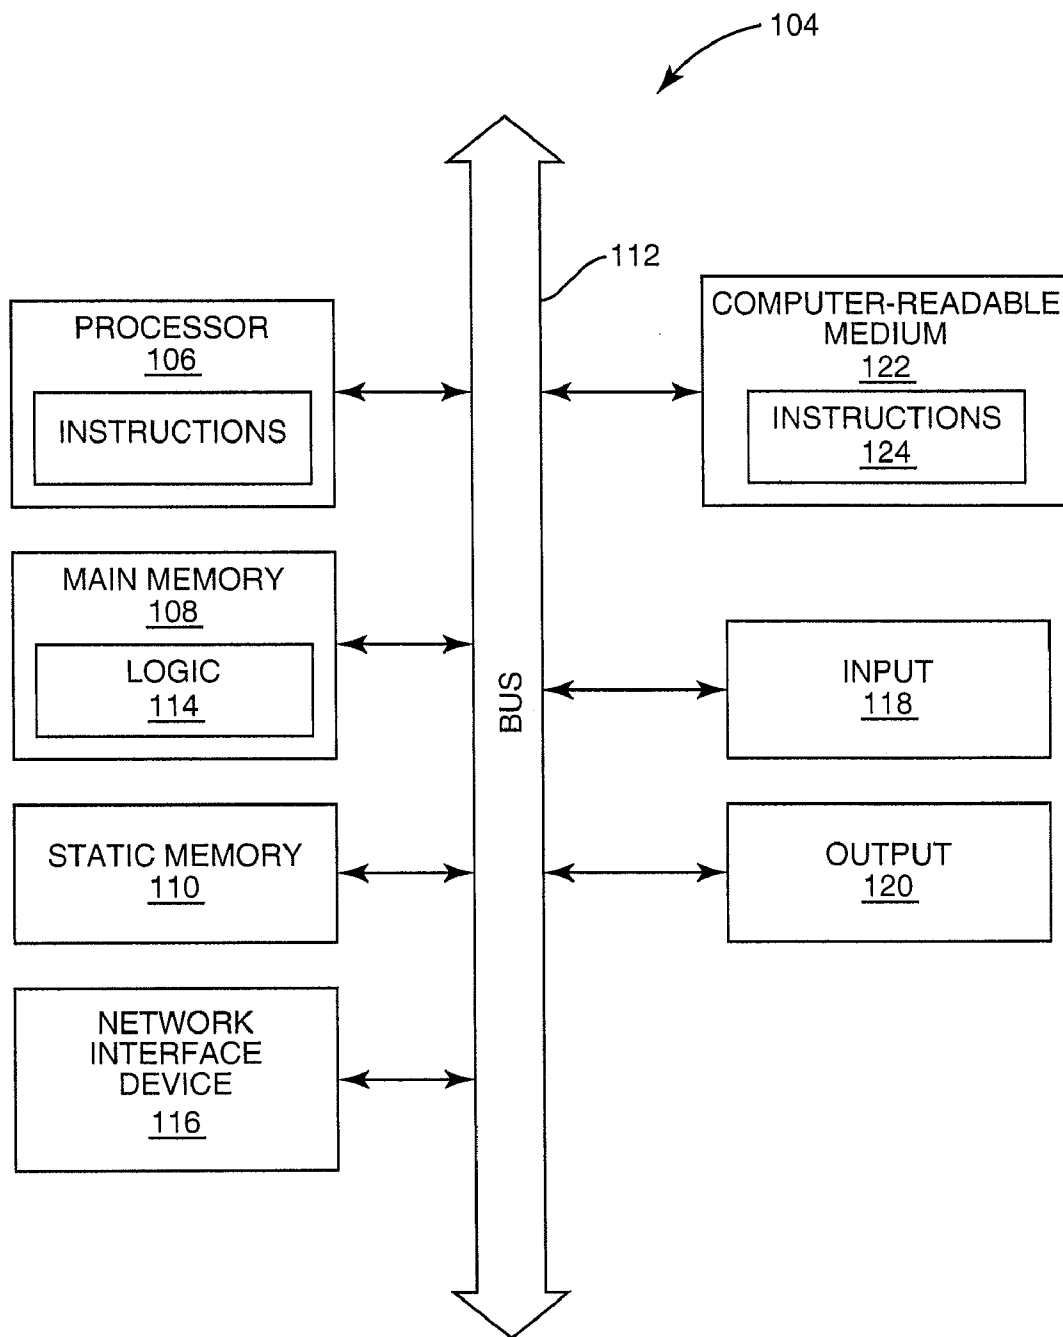 104
112
PROCESSOR
106
INSTRUCTIONS
MAIN MEMORY
108
LOGIC
114
STATIC MEMORY
110
NETWORK
INTERFACE
DEVICE
116
BUS
COMPUTER-READABLE
MEDIUM
122
INSTRUCTIONS
124
INPUT
118
OUTPUT
120